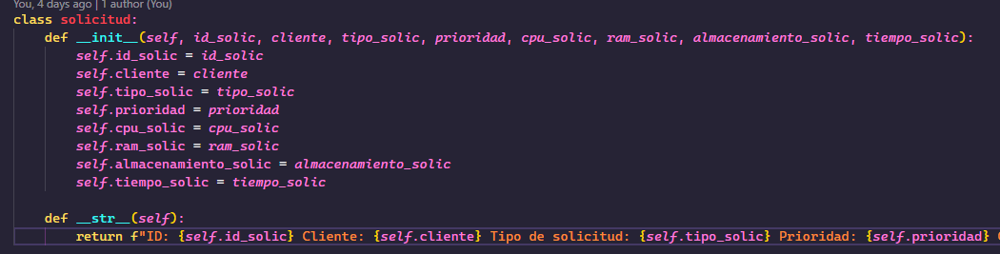 You, 4 days ago | 1 author (You)
class solicitud:
    def __init__(self, id_solic, cliente, tipo_solic, prioridad, cpu_solic, ram_solic, almacenamiento_solic, tiempo_solic):
        self.id_solic = id_solic
        self.cliente = cliente
        self.tipo_solic = tipo_solic
        self.prioridad = prioridad
        self.cpu_solic = cpu_solic
        self.ram_solic = ram_solic
        self.almacenamiento_solic = almacenamiento_solic
        self.tiempo_solic = tiempo_solic
    def __str__(self):
        return f"ID: {self.id_solic} Cliente: {self.cliente} Tipo de solicitud: {self.tipo_solic} Prioridad: {self.prioridad}